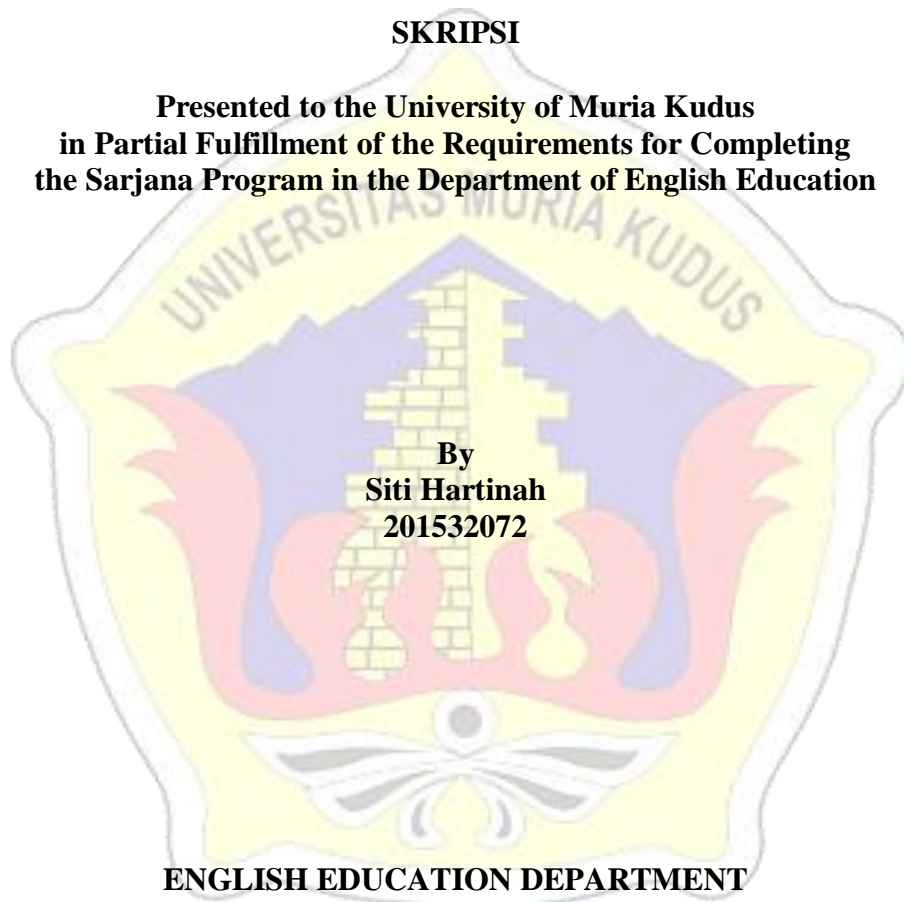 SKRIPSI
Presented to the University of Muria Kudus
in Partial Fulfillment of the Requirements for Completing
the Sarjana Program in the Department of English Education
UNIVERSITAS MURIA KUDUS
By
Siti Hartinah
201532072
ENGLISH EDUCATION DEPARTMENT